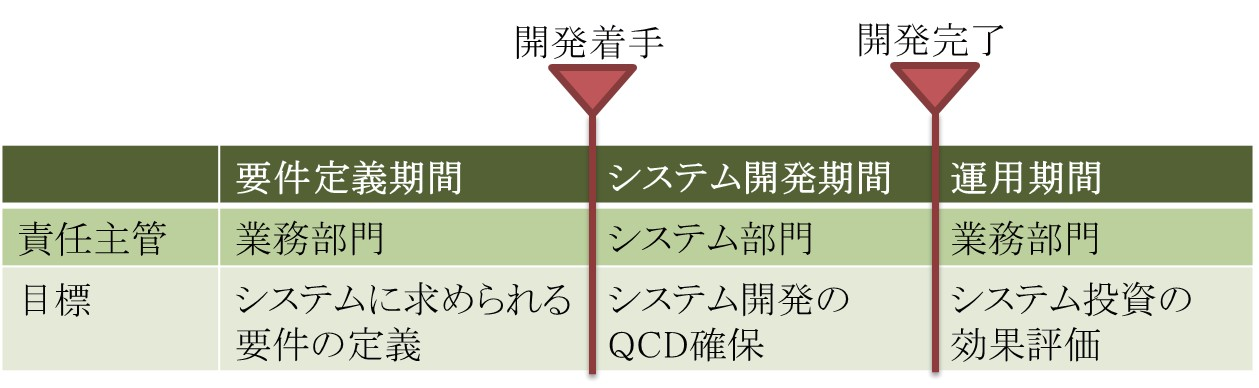 開発着手
開発完了
要件定義期間 システム開発期間 運用期間
責任主管 業務部門 システム部門 業務部門
目標 システムに求められる システム開発の システム投資の
要件の定義 QCD確保 効果評価